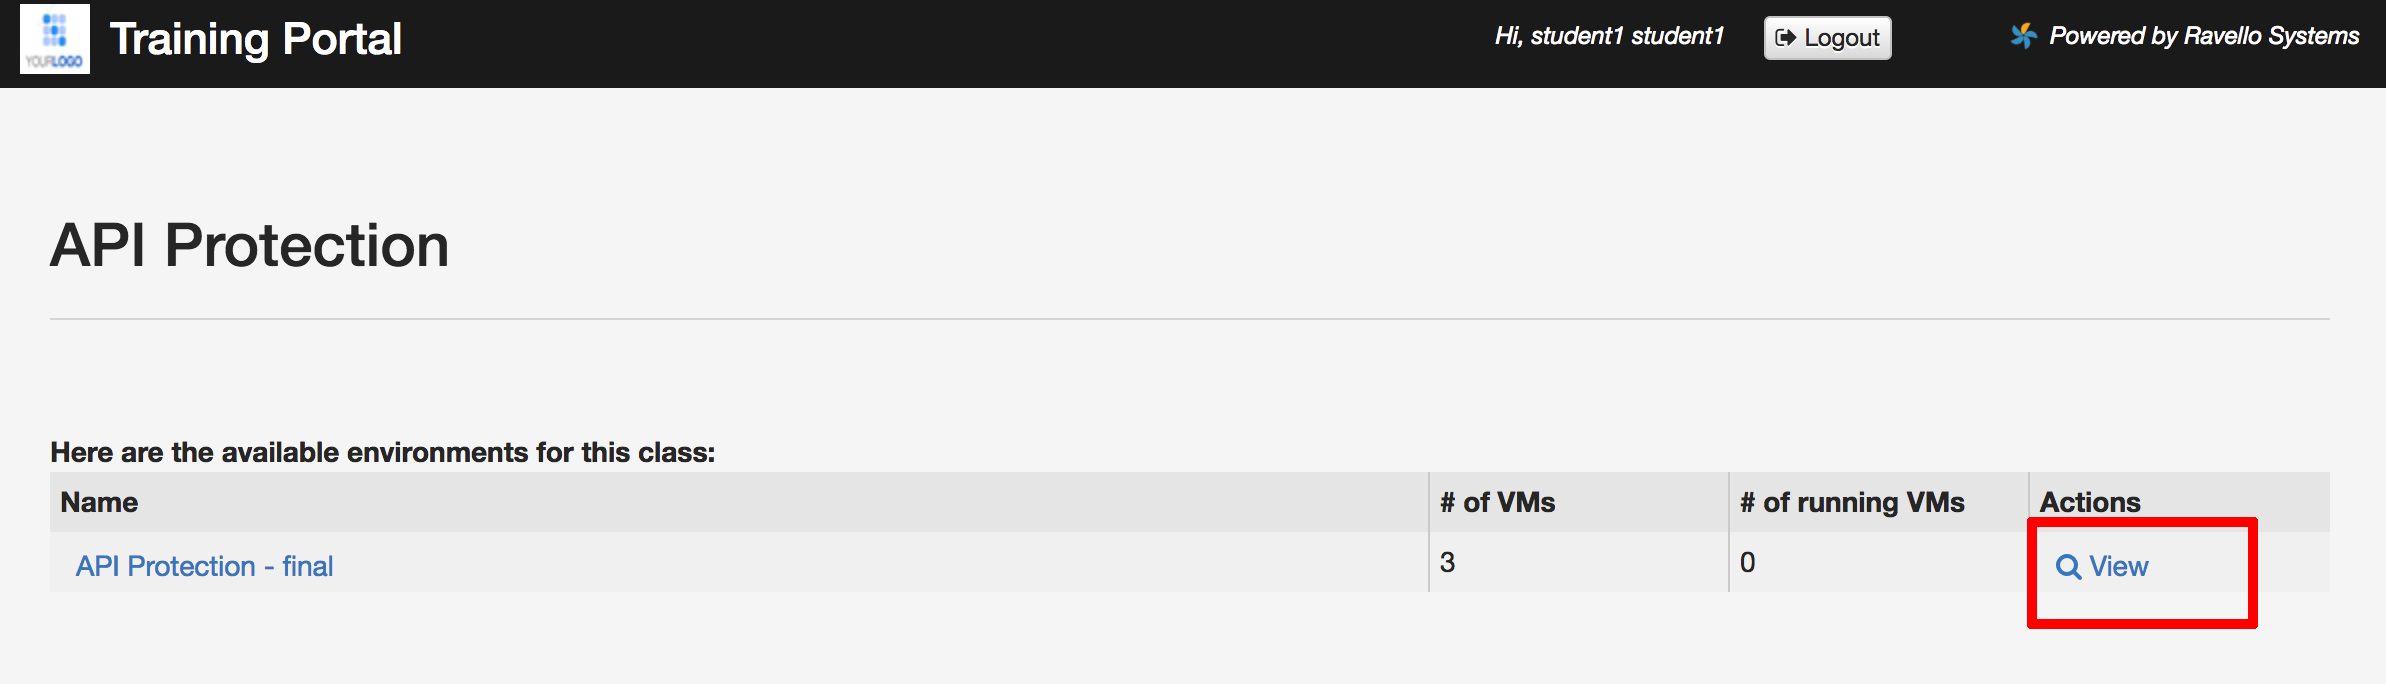 YOURLOGO
Training Portal
Hi, student1 student1
Logout
Powered by Ravello Systems
API Protection
Here are the available environments for this class:
Name # of VMs # of running VMs Actions
API Protection - final 3 0 View